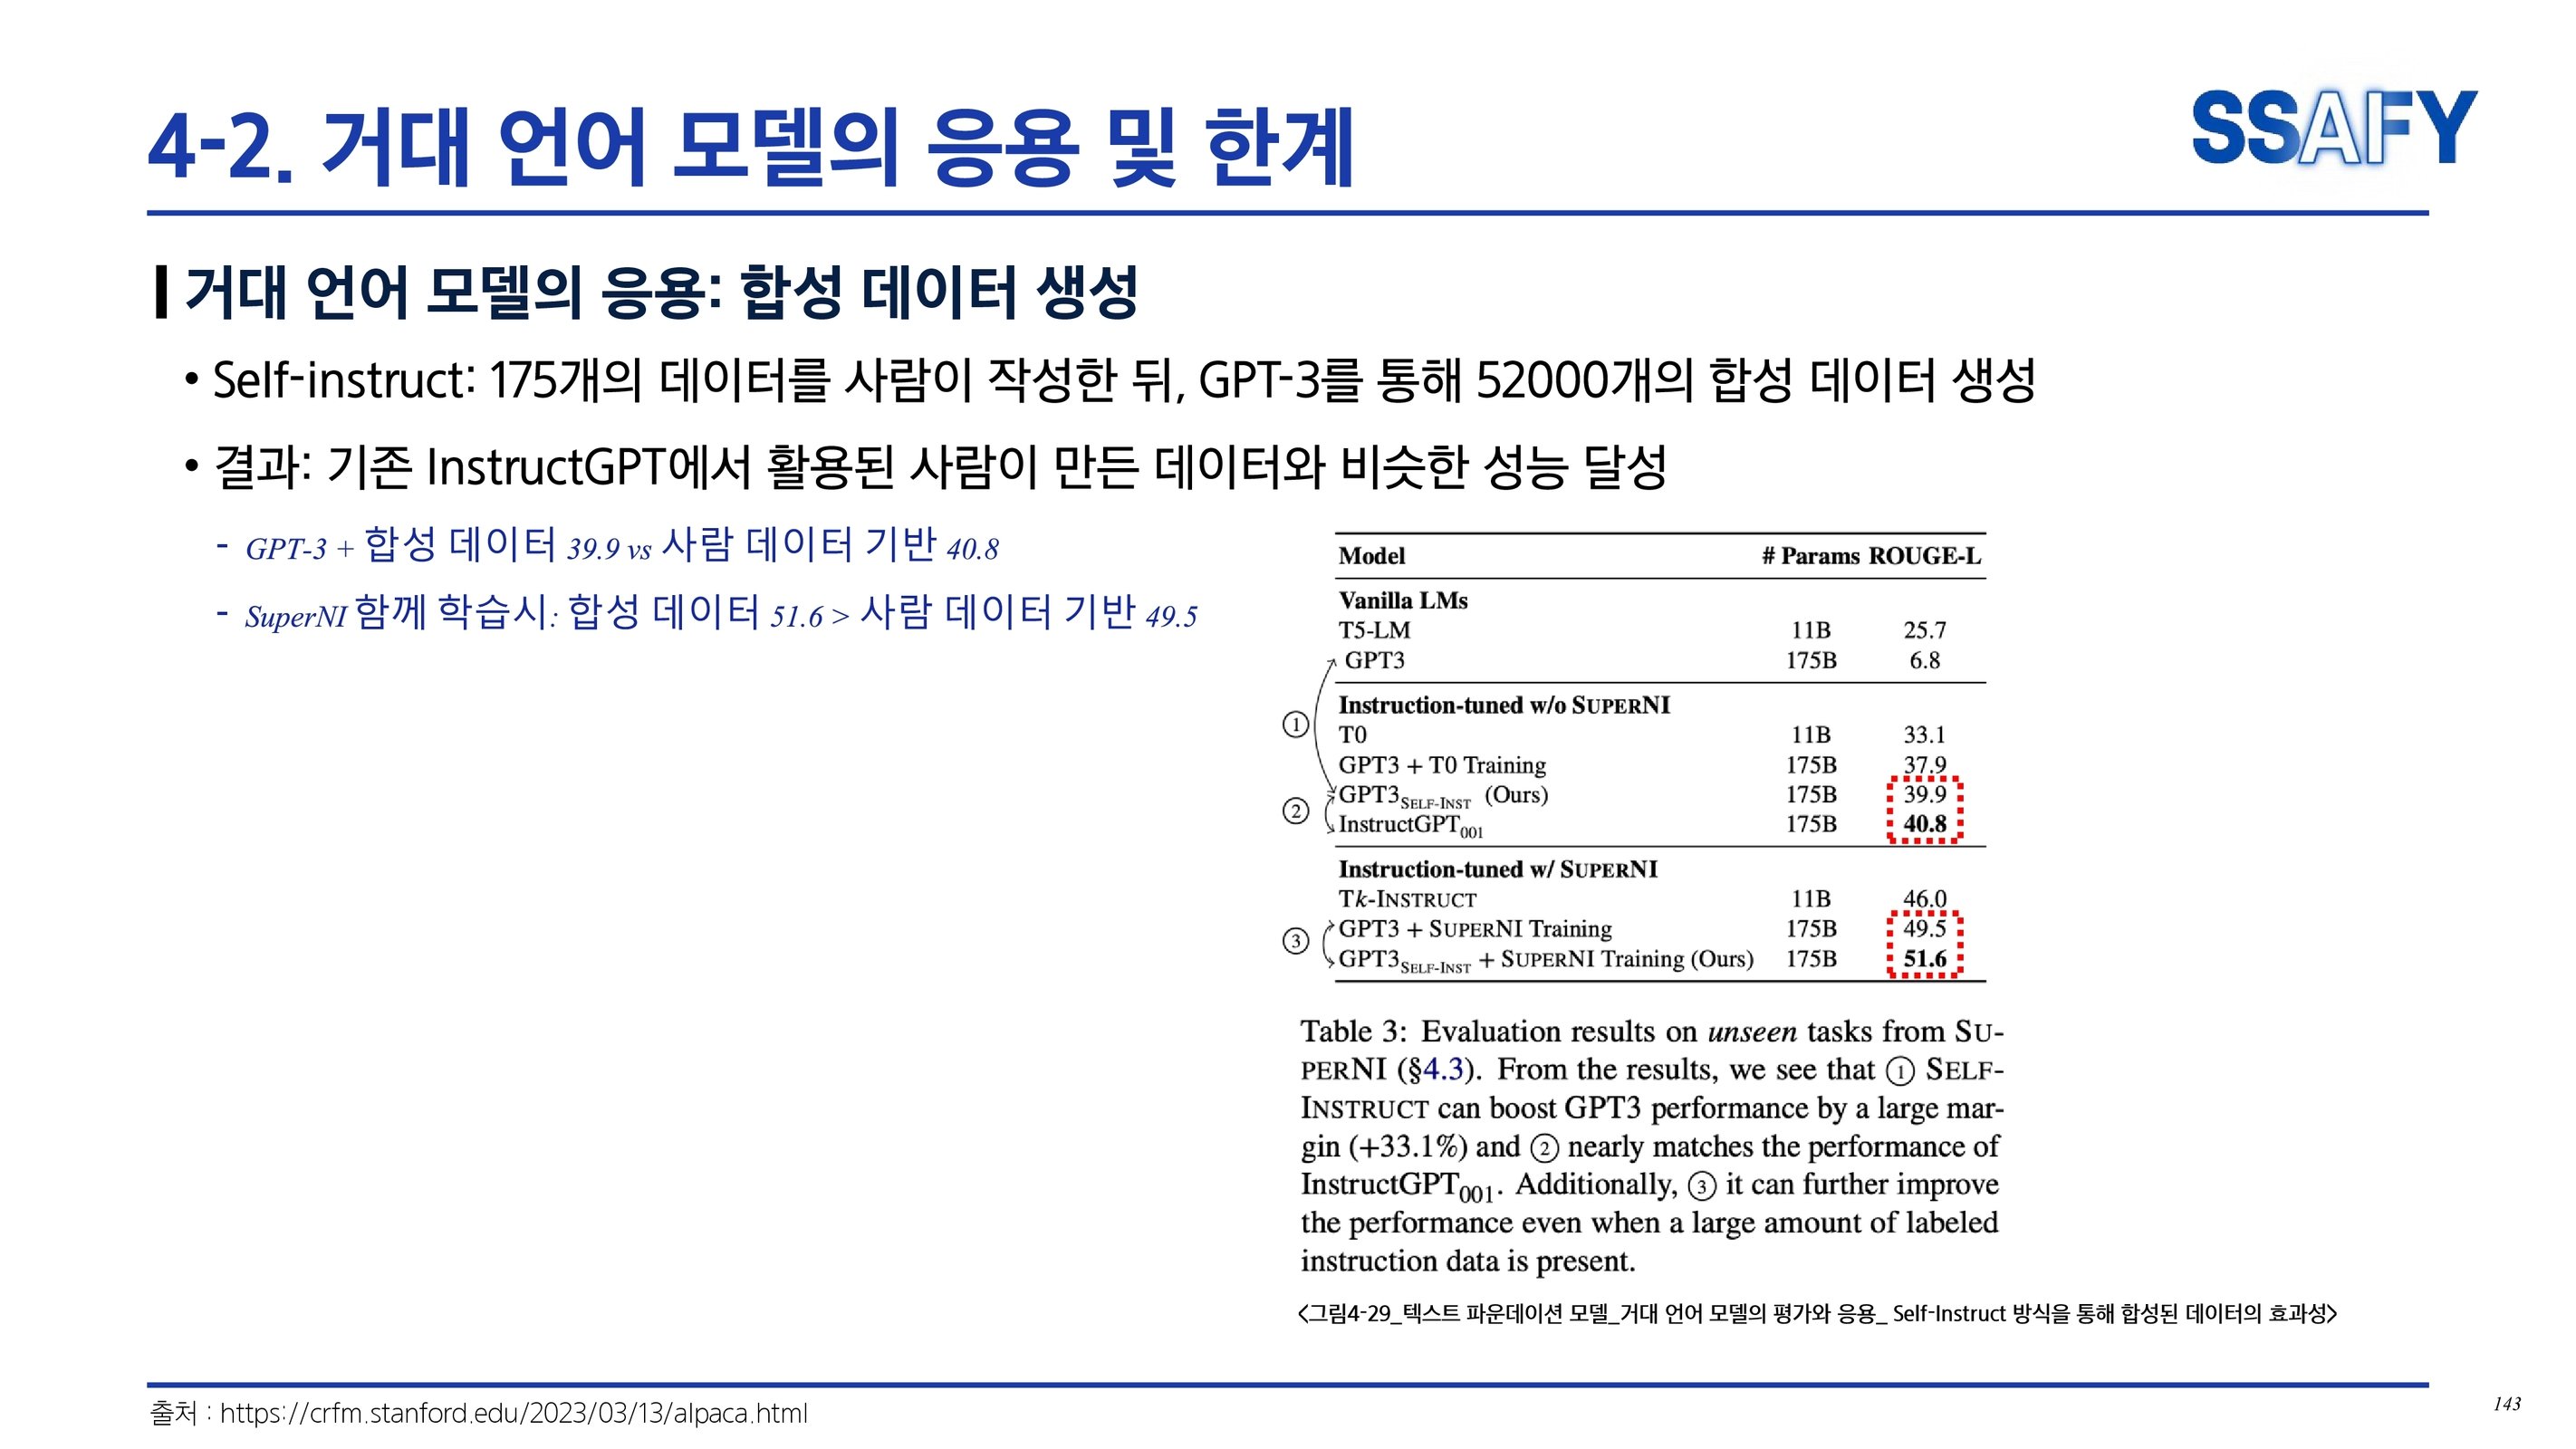 4-2. 거대 언어 모델의 응용 및 한계
SSAFY
거대 언어 모델의 응용: 합성 데이터 생성
• Self-instruct: 175개의 데이터를 사람이 작성한 뒤, GPT-3를 통해 52000개의 합성 데이터 생성
• 결과: 기존 InstructGPT에서 활용된 사람이 만든 데이터와 비슷한 성능 달성
- GPT-3 + 합성 데이터 39.9 vs 사람 데이터 기반 40.8
- SuperNI 함께 학습시: 합성 데이터 51.6 > 사람 데이터 기반 49.5
Model # Params ROUGE-L
Vanilla LMs
T5-LM 11B 25.7
GPT3 175B 6.8
Instruction-tuned w/o SUPERNI
①
T0 11B 33.1
GPT3 + T0 Training 175B 37.9
GPT3SELF-INST (Ours) 175B 39.9
②
InstructGPT001 175B 40.8
Instruction-tuned w/ SUPERNI
Tk-INSTRUCT 11B 46.0
GPT3 + SUPERNI Training 175B 49.5
③
GPT3SELF-INST + SUPERNI Training (Ours) 175B 51.6
Table 3: Evaluation results on unseen tasks from SU-
PERNI (§4.3). From the results, we see that ① SELF-
INSTRUCT can boost GPT3 performance by a large mar-
gin (+33.1%) and ② nearly matches the performance of
InstructGPT001. Additionally, ③ it can further improve
the performance even when a large amount of labeled
instruction data is present.
<그림4-29_텍스트 파운데이션 모델_거대 언어 모델의 평가와 응용_ Self-Instruct 방식을 통해 합성된 데이터의 효과성>
출처 : https://crfm.stanford.edu/2023/03/13/alpaca.html
143